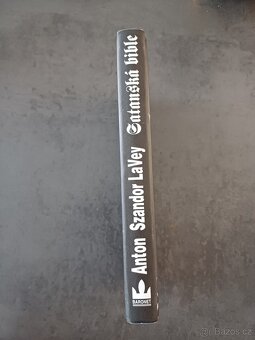 Anton Szandor LaVey Satanská bible
BARONET
Bazos.cz